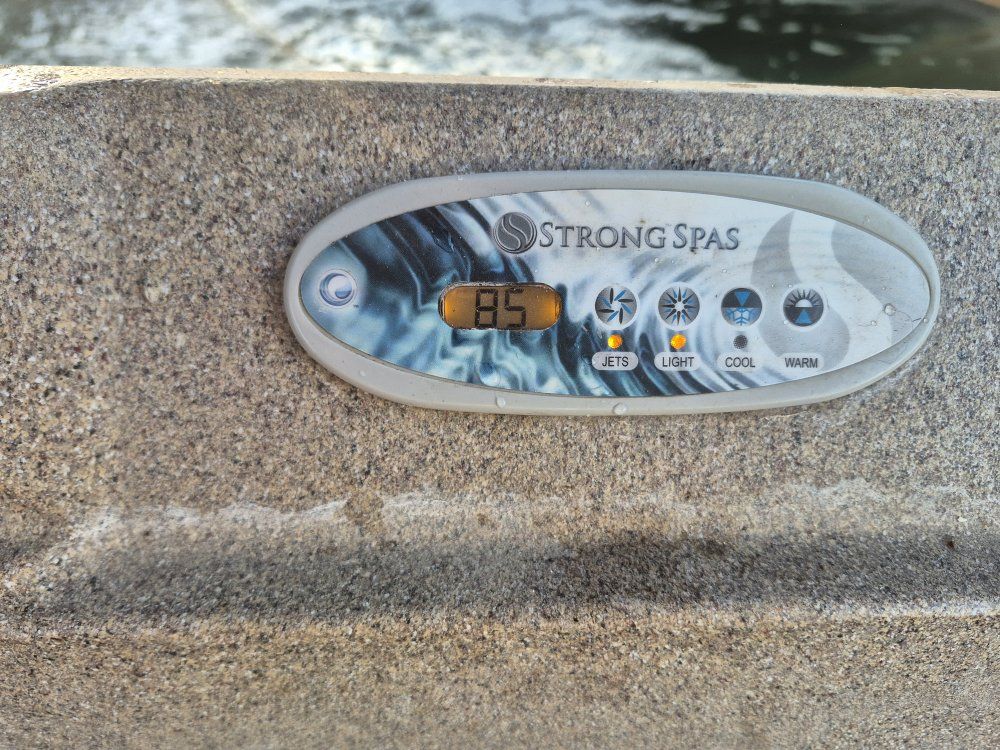 STRONG SPAS
85
JETS LIGHT COOL WARM